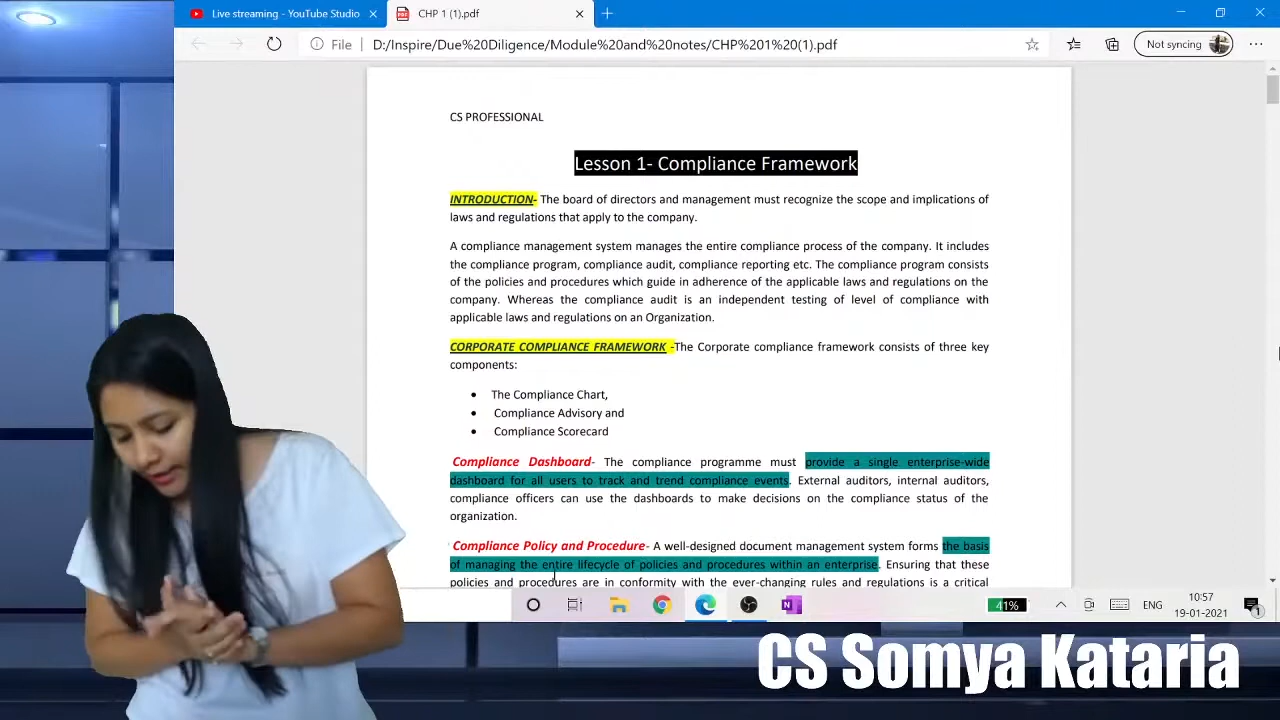 Live streaming - YouTube Studio
CHP 1 (1).pdf
File D:/Inspire/Due%20Diligence/Module%20and%20notes/CHP%201%20(1).pdf
Not syncing
CS PROFESSIONAL
Lesson 1- Compliance Framework
INTRODUCTION- The board of directors and management must recognize the scope and implications of
laws and regulations that apply to the company.
A compliance management system manages the entire compliance process of the company. It includes
the compliance program, compliance audit, compliance reporting etc. The compliance program consists
of the policies and procedures which guide in adherence of the applicable laws and regulations on the
company. Whereas the compliance audit is an independent testing of level of compliance with
applicable laws and regulations on an Organization.
CORPORATE COMPLIANCE FRAMEWORK -The Corporate compliance framework consists of three key
components:
• The Compliance Chart,
• Compliance Advisory and
• Compliance Scorecard
Compliance Dashboard- The compliance programme must provide a single enterprise-wide
dashboard for all users to track and trend compliance events. External auditors, internal auditors,
compliance officers can use the dashboards to make decisions on the compliance status of the
organization.
Compliance Policy and Procedure- A well-designed document management system forms the basis
of managing the entire lifecycle of policies and procedures within an enterprise. Ensuring that these
policies and procedures are in conformity with the ever-changing rules and regulations is a critical
41%
ENG
10:57
19-01-2021
1
CS Somya Kataria